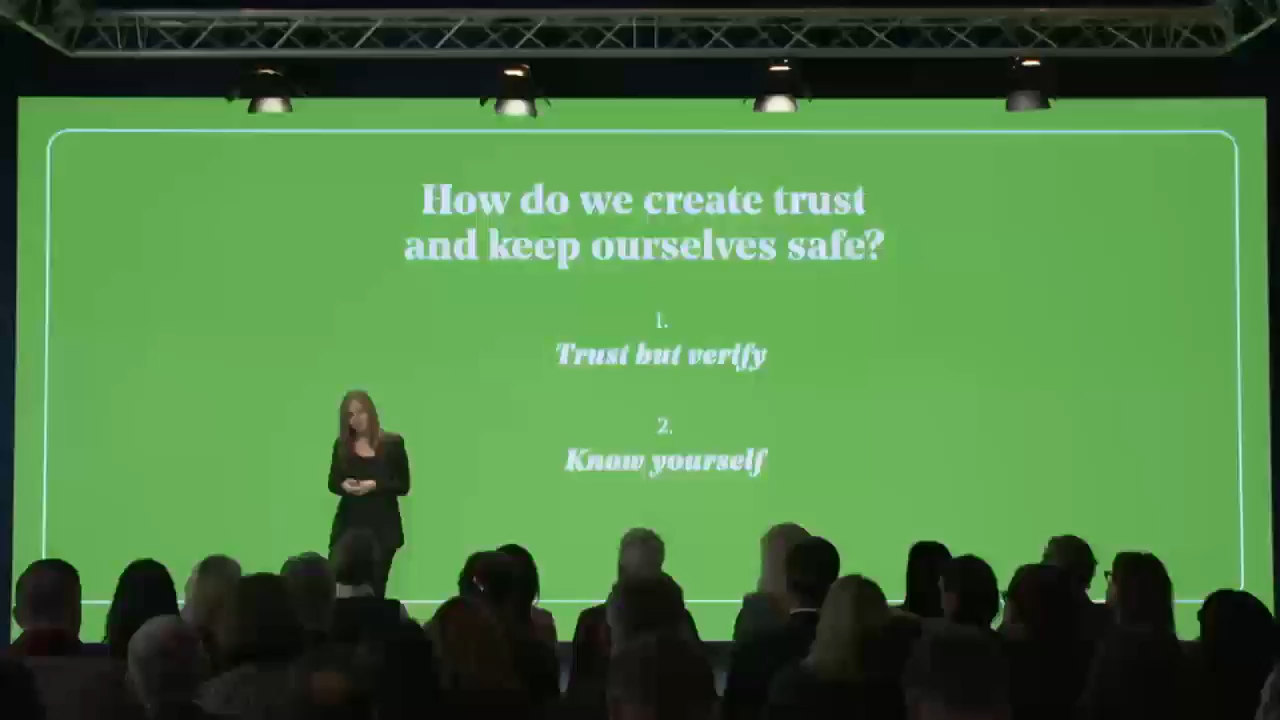 How do we create trust
and keep ourselves safe?
1.
Trust but verify
2.
Know yourself